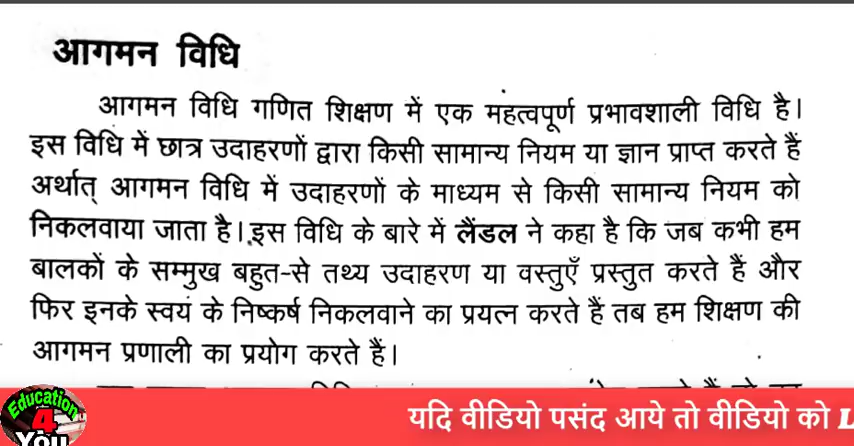 आगमन विधि
आगमन विधि गणित शिक्षण में एक महत्वपूर्ण प्रभावशाली विधि है।
इस विधि में छात्र उदाहरणों द्वारा किसी सामान्य नियम या ज्ञान प्राप्त करते हैं
अर्थात् आगमन विधि में उदाहरणों के माध्यम से किसी सामान्य नियम को
निकलवाया जाता है। इस विधि के बारे में लैंडल ने कहा है कि जब कभी हम
बालकों के सम्मुख बहुत-से तथ्य उदाहरण या वस्तुएँ प्रस्तुत करते हैं और
फिर इनके स्वयं के निष्कर्ष निकलवाने का प्रयत्न करते हैं तब हम शिक्षण की
आगमन प्रणाली का प्रयोग करते हैं।
Education
4
You
यदि वीडियो पसंद आये तो वीडियो को L